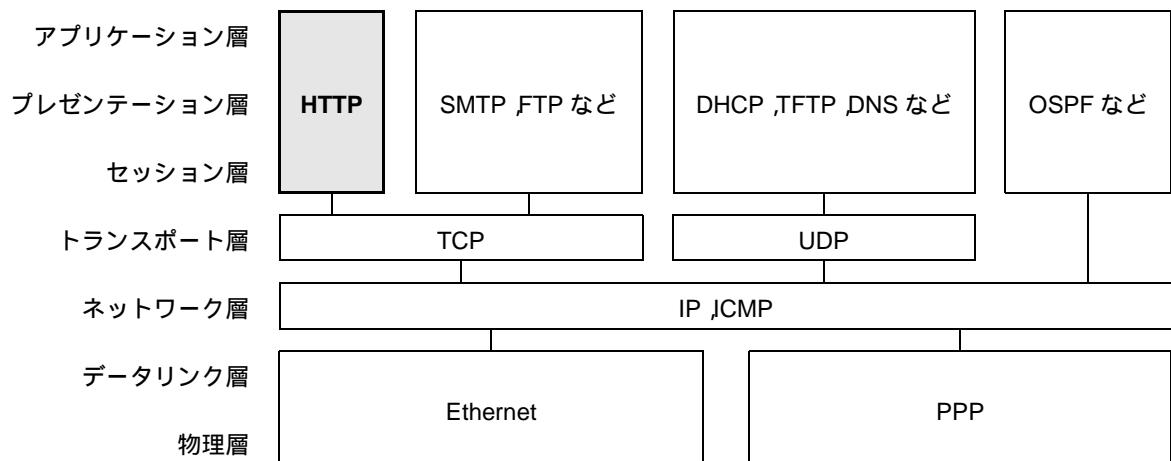 アプリケーション層
プレゼンテーション層 HTTP SMTP ,FTP など DHCP ,TFTP ,DNS など OSPF など
セッション層
トランスポート層 TCP UDP
ネットワーク層 IP ,ICMP
データリンク層
Ethernet PPP
物理層